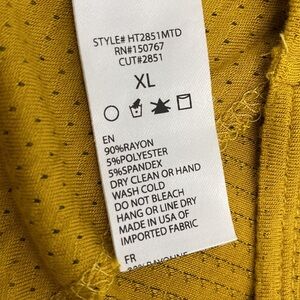 STYLE# HT2851MTD
RN#150767
CUT#2851
XL
EN
90%RAYON
5%POLYESTER
5%SPANDEX
DRY CLEAN OR HAND
WASH COLD
DO NOT BLEACH
HANG OR LINE DRY
MADE IN USA OF
IMPORTED FABRIC
FR